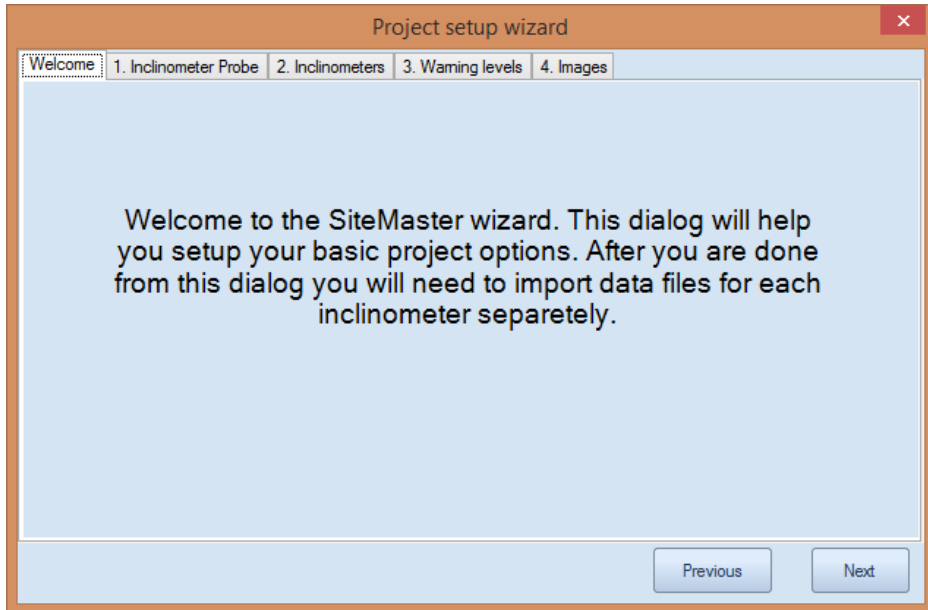 Project setup wizard
Welcome
1. Inclinometer Probe
2. Inclinometers
3. Warning levels
4. Images
Welcome to the SiteMaster wizard. This dialog will help
you setup your basic project options. After you are done
from this dialog you will need to import data files for each
inclinometer separetely.
Previous
Next